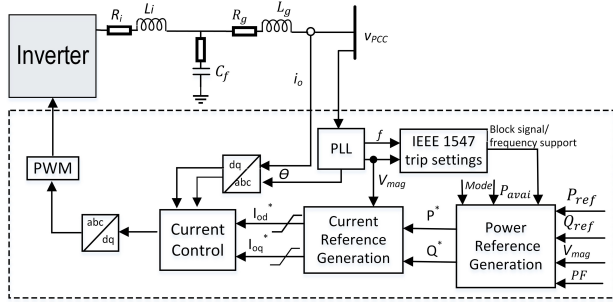 R_i
L_i
R_g
L_g
Inverter
C_f
v_PCC
i_o
PLL
f
IEEE 1547
trip settings
Block signal/
frequency support
PWM
dq
abc
Θ
V_mag
Mode
P_avai
P_ref
Q_ref
V_mag
PF
abc
dq
Current
Control
I_od*
I_oq*
Current
Reference
Generation
P*
Q*
Power
Reference
Generation